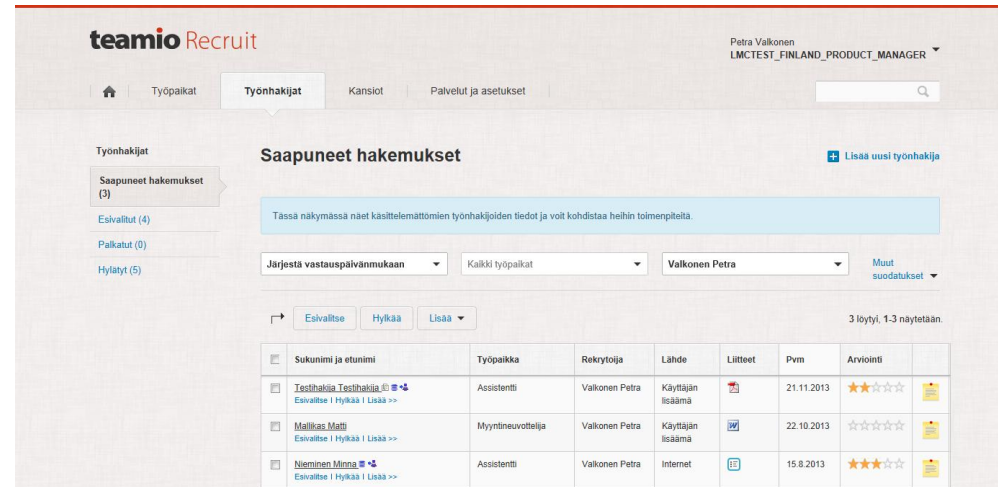 teamio Recruit
Petra Valkonen
LMCTEST_FINLAND_PRODUCT_MANAGER
Työpaikat
Työnhakijat
Kansiot
Palvelut ja asetukset
Työnhakijat
Saapuneet hakemukset
(3)
Esivalitut (4)
Palkatut (0)
Hylätyt (5)
Saapuneet hakemukset
Lisää uusi työnhakija
Tässä näkymässä näet käsittelemättömien työnhakijoiden tiedot ja voit kohdistaa heihin toimenpiteitä.
Järjestä vastauspäivänmukaan
Kaikki työpaikat
Valkonen Petra
Muut
suodatukset
Esivalitse Hylkää Lisää
3 löytyi, 1-3 näytetään.
Sukunimi ja etunimi Työpaikka Rekrytoija Lähde Liitteet Pvm Arviointi
Testihakija Testihakija Assistentti Valkonen Petra Käyttäjän 21.11.2013
Esivalitse I Hylkää I Lisää >> lisäämä
Mallikas Matti Myyntineuvottelija Valkonen Petra Käyttäjän 22.10.2013
Esivalitse I Hylkää I Lisää >> lisäämä
Nieminen Minna Assistentti Valkonen Petra Internet 15.8.2013
Esivalitse I Hylkää I Lisää >>